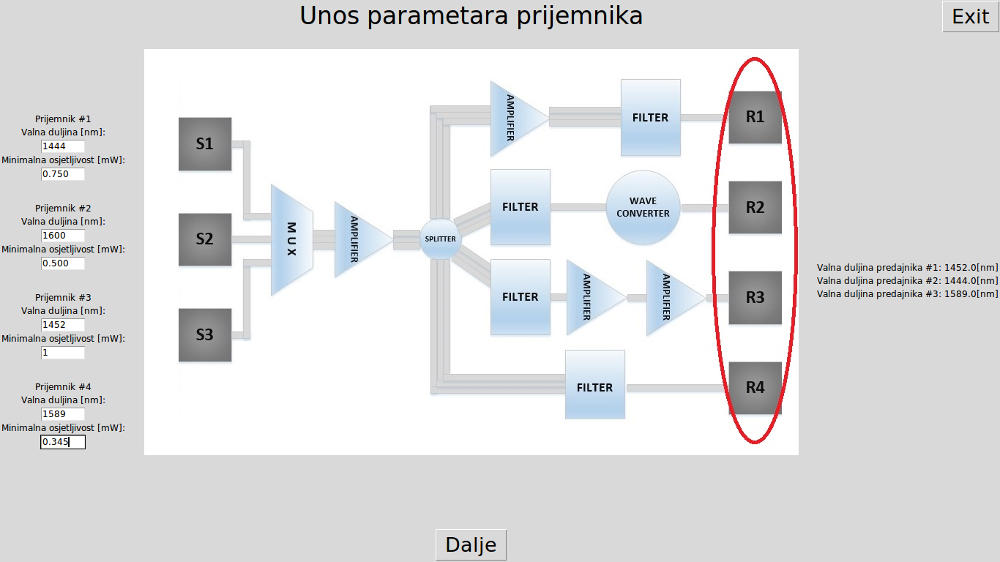 Unos parametara prijemnika
Exit
Prijemnik #1
Valna duljina [nm]:
1444
Minimalna osjetljivost [mW]:
0.750
Prijemnik #2
Valna duljina [nm]:
1600
Minimalna osjetljivost [mW]:
0.500
Prijemnik #3
Valna duljina [nm]:
1452
Minimalna osjetljivost [mW]:
1
Prijemnik #4
Valna duljina [nm]:
1589
Minimalna osjetljivost [mW]:
0.345
S1
S2
S3
MUX
AMPLIFIER
SPLITTER
AMPLIFIER
FILTER
R1
FILTER
WAVE
CONVERTER
R2
FILTER
AMPLIFIER
AMPLIFIER
R3
FILTER
R4
Valna duljina predajnika #1: 1452.0[nm]
Valna duljina predajnika #2: 1444.0[nm]
Valna duljina predajnika #3: 1589.0[nm]
Dalje